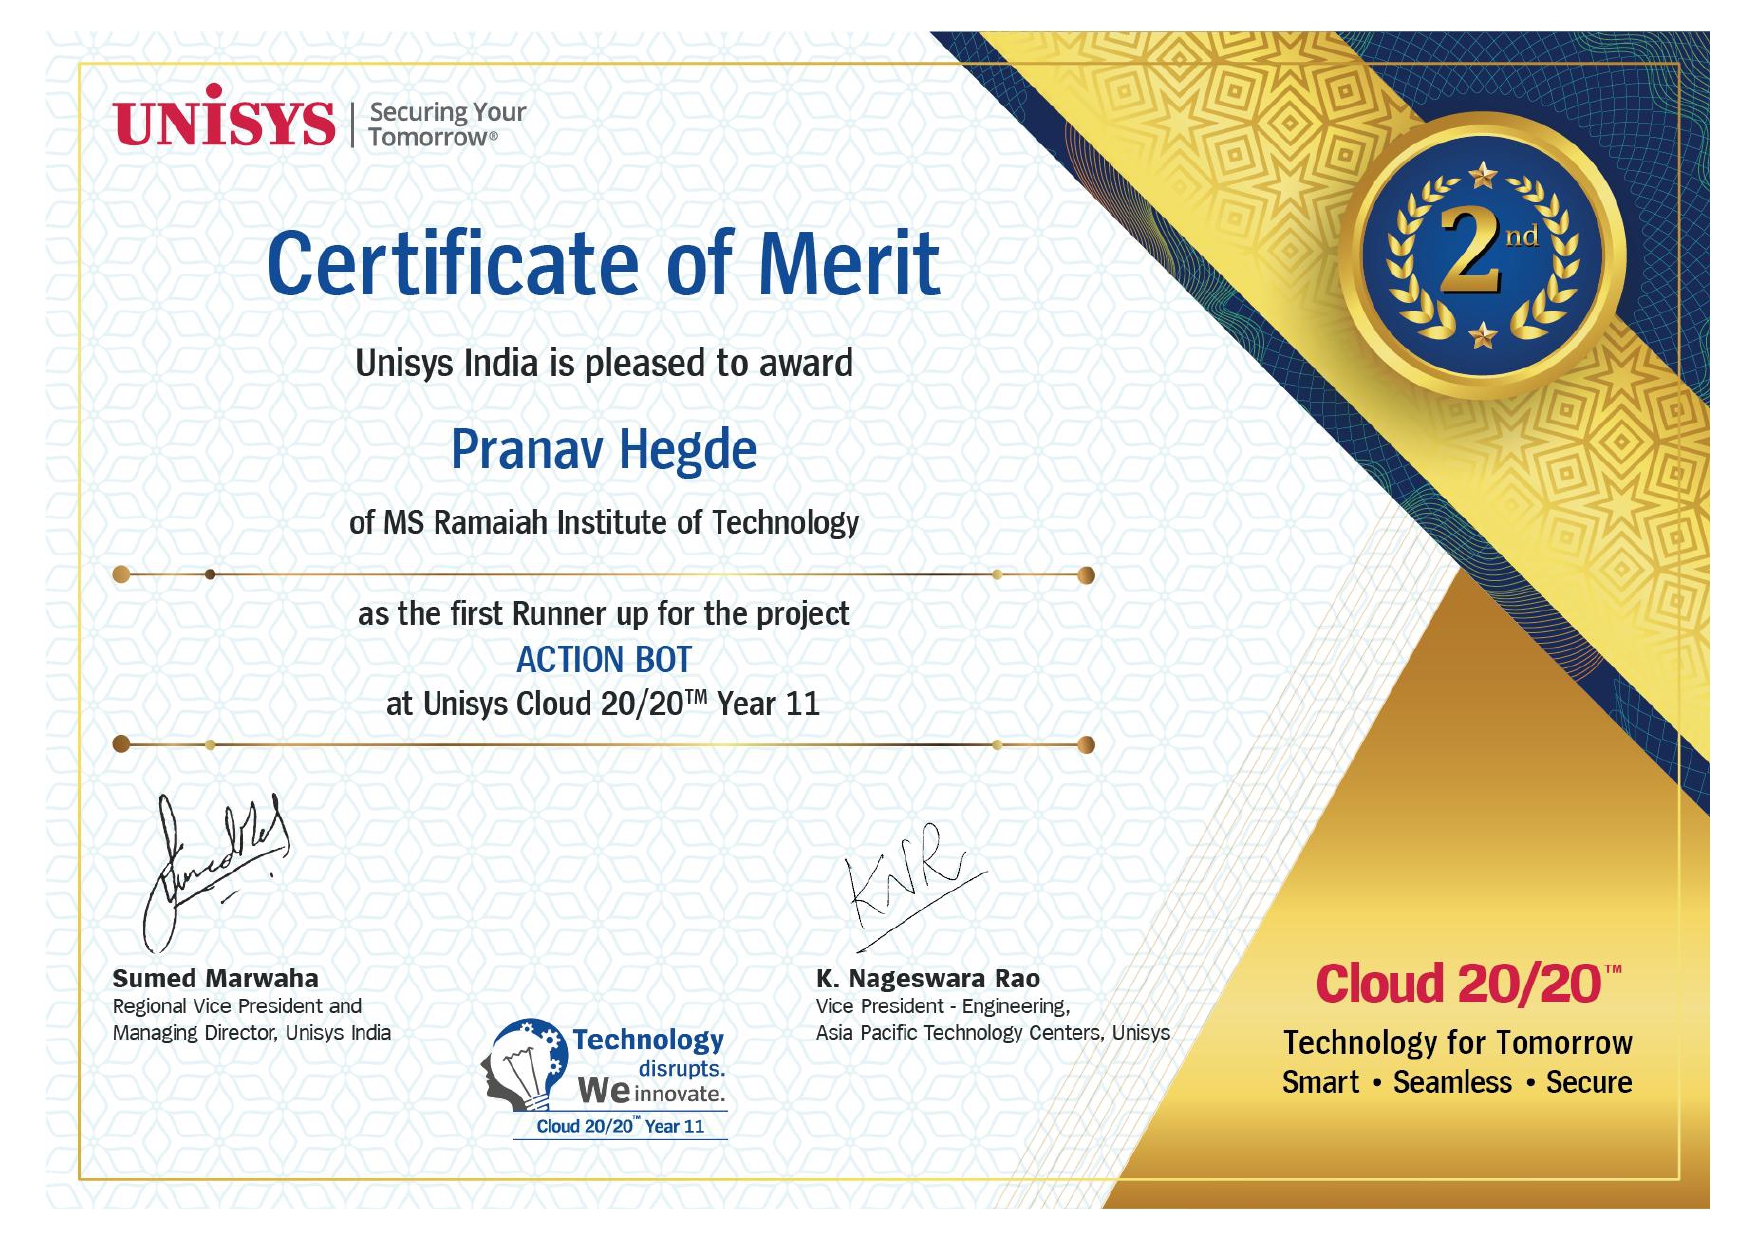 UNiSYS | Securing Your
Tomorrow®
2nd
Certificate of Merit
Unisys India is pleased to award
Pranav Hegde
of MS Ramaiah Institute of Technology
as the first Runner up for the project
ACTION BOT
at Unisys Cloud 20/20™ Year 11
KNR
Sumed Marwaha
Regional Vice President and
Managing Director, Unisys India
K. Nageswara Rao
Vice President - Engineering,
Asia Pacific Technology Centers, Unisys
Technology
disrupts.
We innovate.
Cloud 20/20™ Year 11
Cloud 20/20™
Technology for Tomorrow
Smart • Seamless • Secure